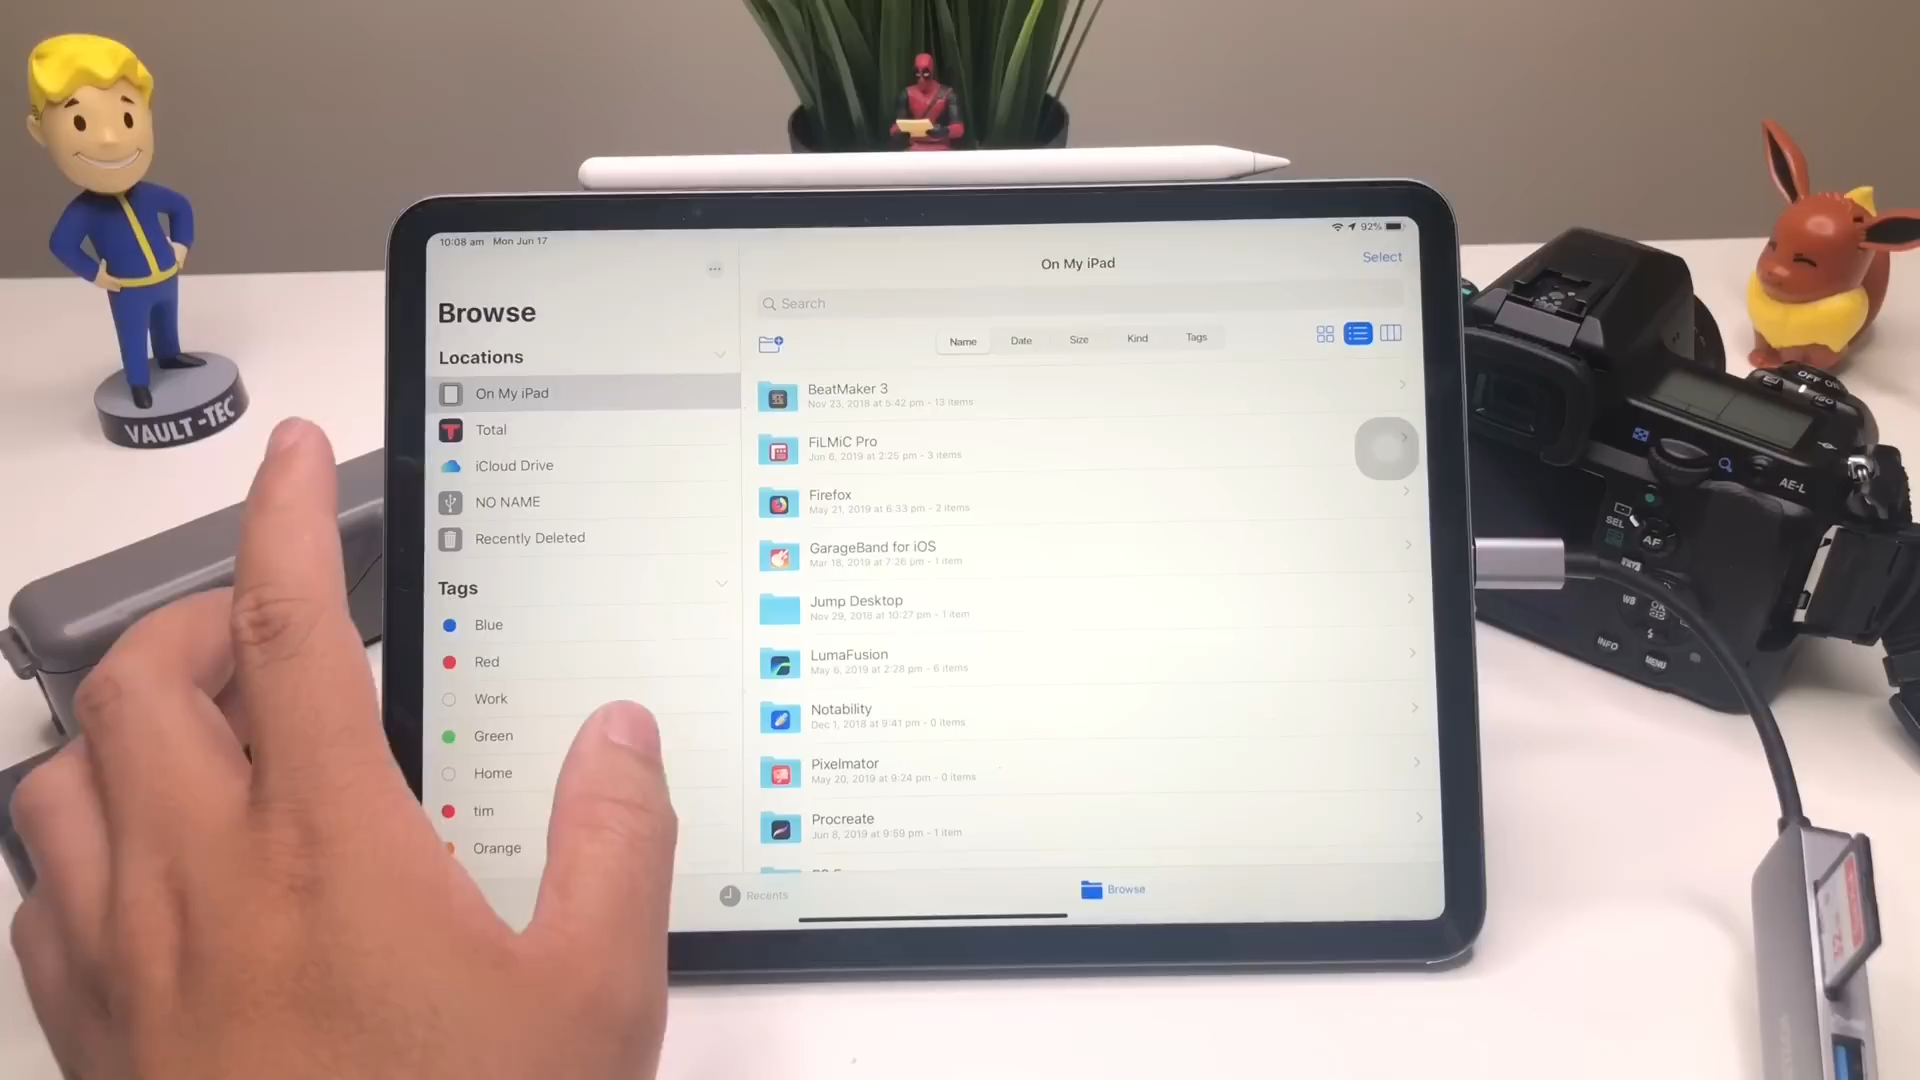 VAULT-TEC
10:08 am Mon Jun 17
92%
Browse
Locations
On My iPad
Total
iCloud Drive
NO NAME
Recently Deleted
Tags
Blue
Red
Work
Green
Home
tim
Orange
On My iPad
Select
Search
Name Date Size Kind Tags
BeatMaker 3
Nov 23, 2018 at 5:42 pm - 13 items
FiLMiC Pro
Jun 6, 2019 at 2:25 pm - 3 items
Firefox
May 21, 2019 at 6:33 pm - 2 items
GarageBand for iOS
Mar 18, 2019 at 7:26 pm - 1 item
Jump Desktop
Nov 29, 2018 at 10:27 pm - 1 item
LumaFusion
May 6, 2019 at 2:28 pm - 6 items
Notability
Dec 1, 2018 at 9:41 pm - 0 items
Pixelmator
May 20, 2019 at 9:24 pm - 0 items
Procreate
Jun 8, 2019 at 9:59 pm - 1 item
Recents
Browse
OFF ON
ISO
AE-L
SEL
AF
WB
OK
INFO
MENU